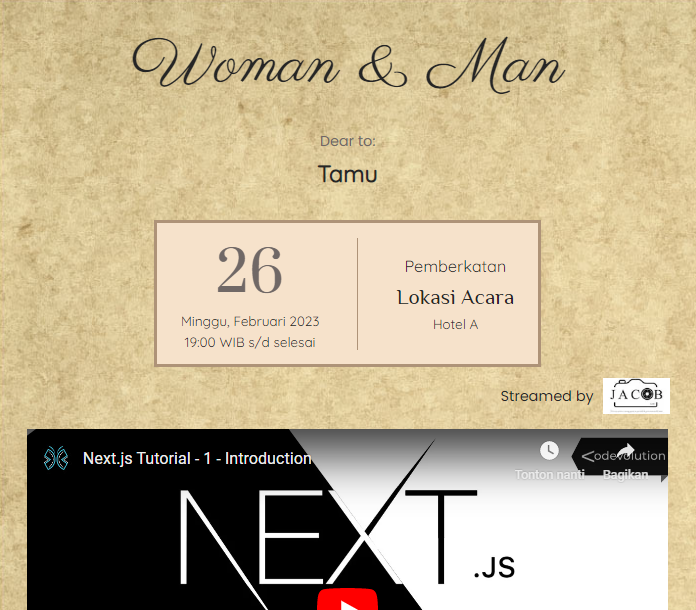 Woman & Man
Dear to:
Tamu
26
Minggu, Februari 2023
19:00 WIB s/d selesai
Pemberkatan
Lokasi Acara
Hotel A
Streamed by
JACOB
Next.js Tutorial - 1 - Introduction
Tonton nanti
Bagikan
odevolution
NEXT
.JS